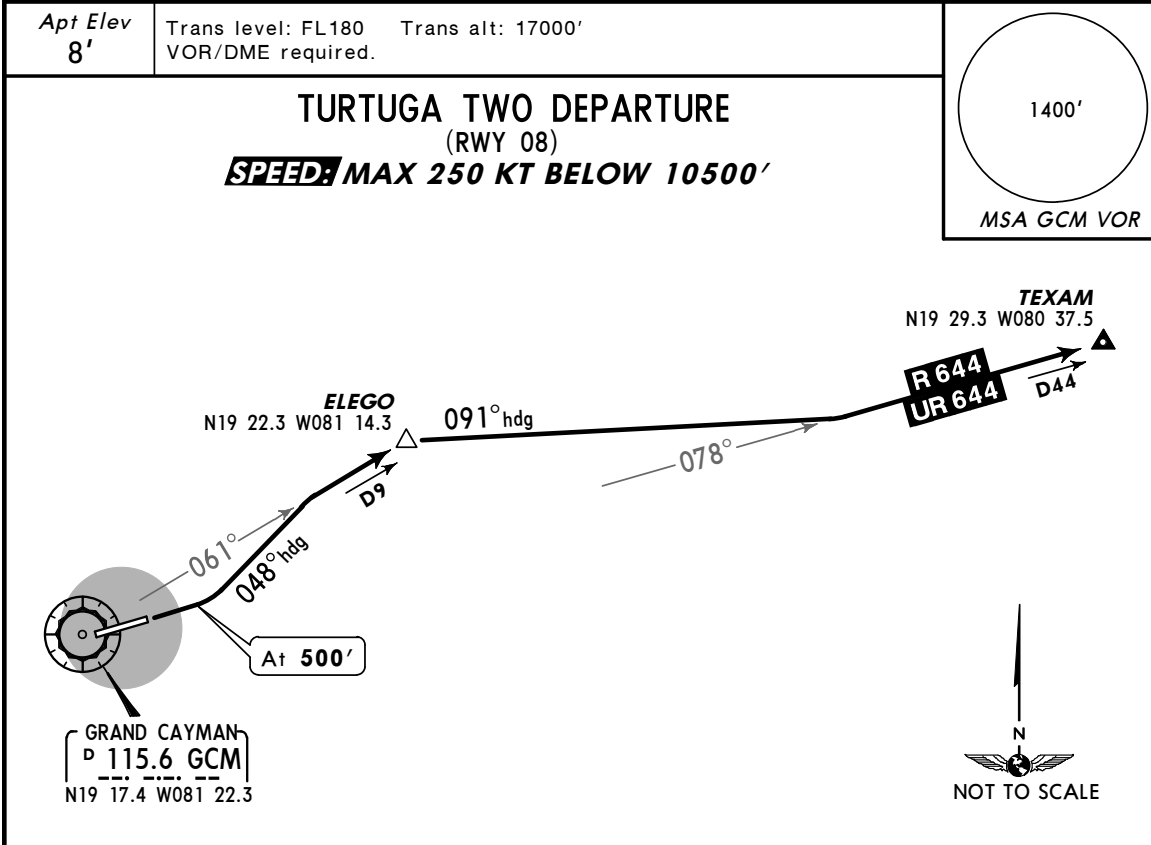 Apt Elev
8'
Trans level: FL180 Trans alt: 17000'
VOR/DME required.
1400'
MSA GCM VOR
TURTUGA TWO DEPARTURE
(RWY 08)
SPEED: MAX 250 KT BELOW 10500'
TEXAM
N19 29.3 W080 37.5
R 644
UR 644
D44
ELEGO
N19 22.3 W081 14.3
091°hdg
078°
D9
061°
048°hdg
At 500'
GRAND CAYMAN
D 115.6 GCM
N19 17.4 W081 22.3
N
NOT TO SCALE